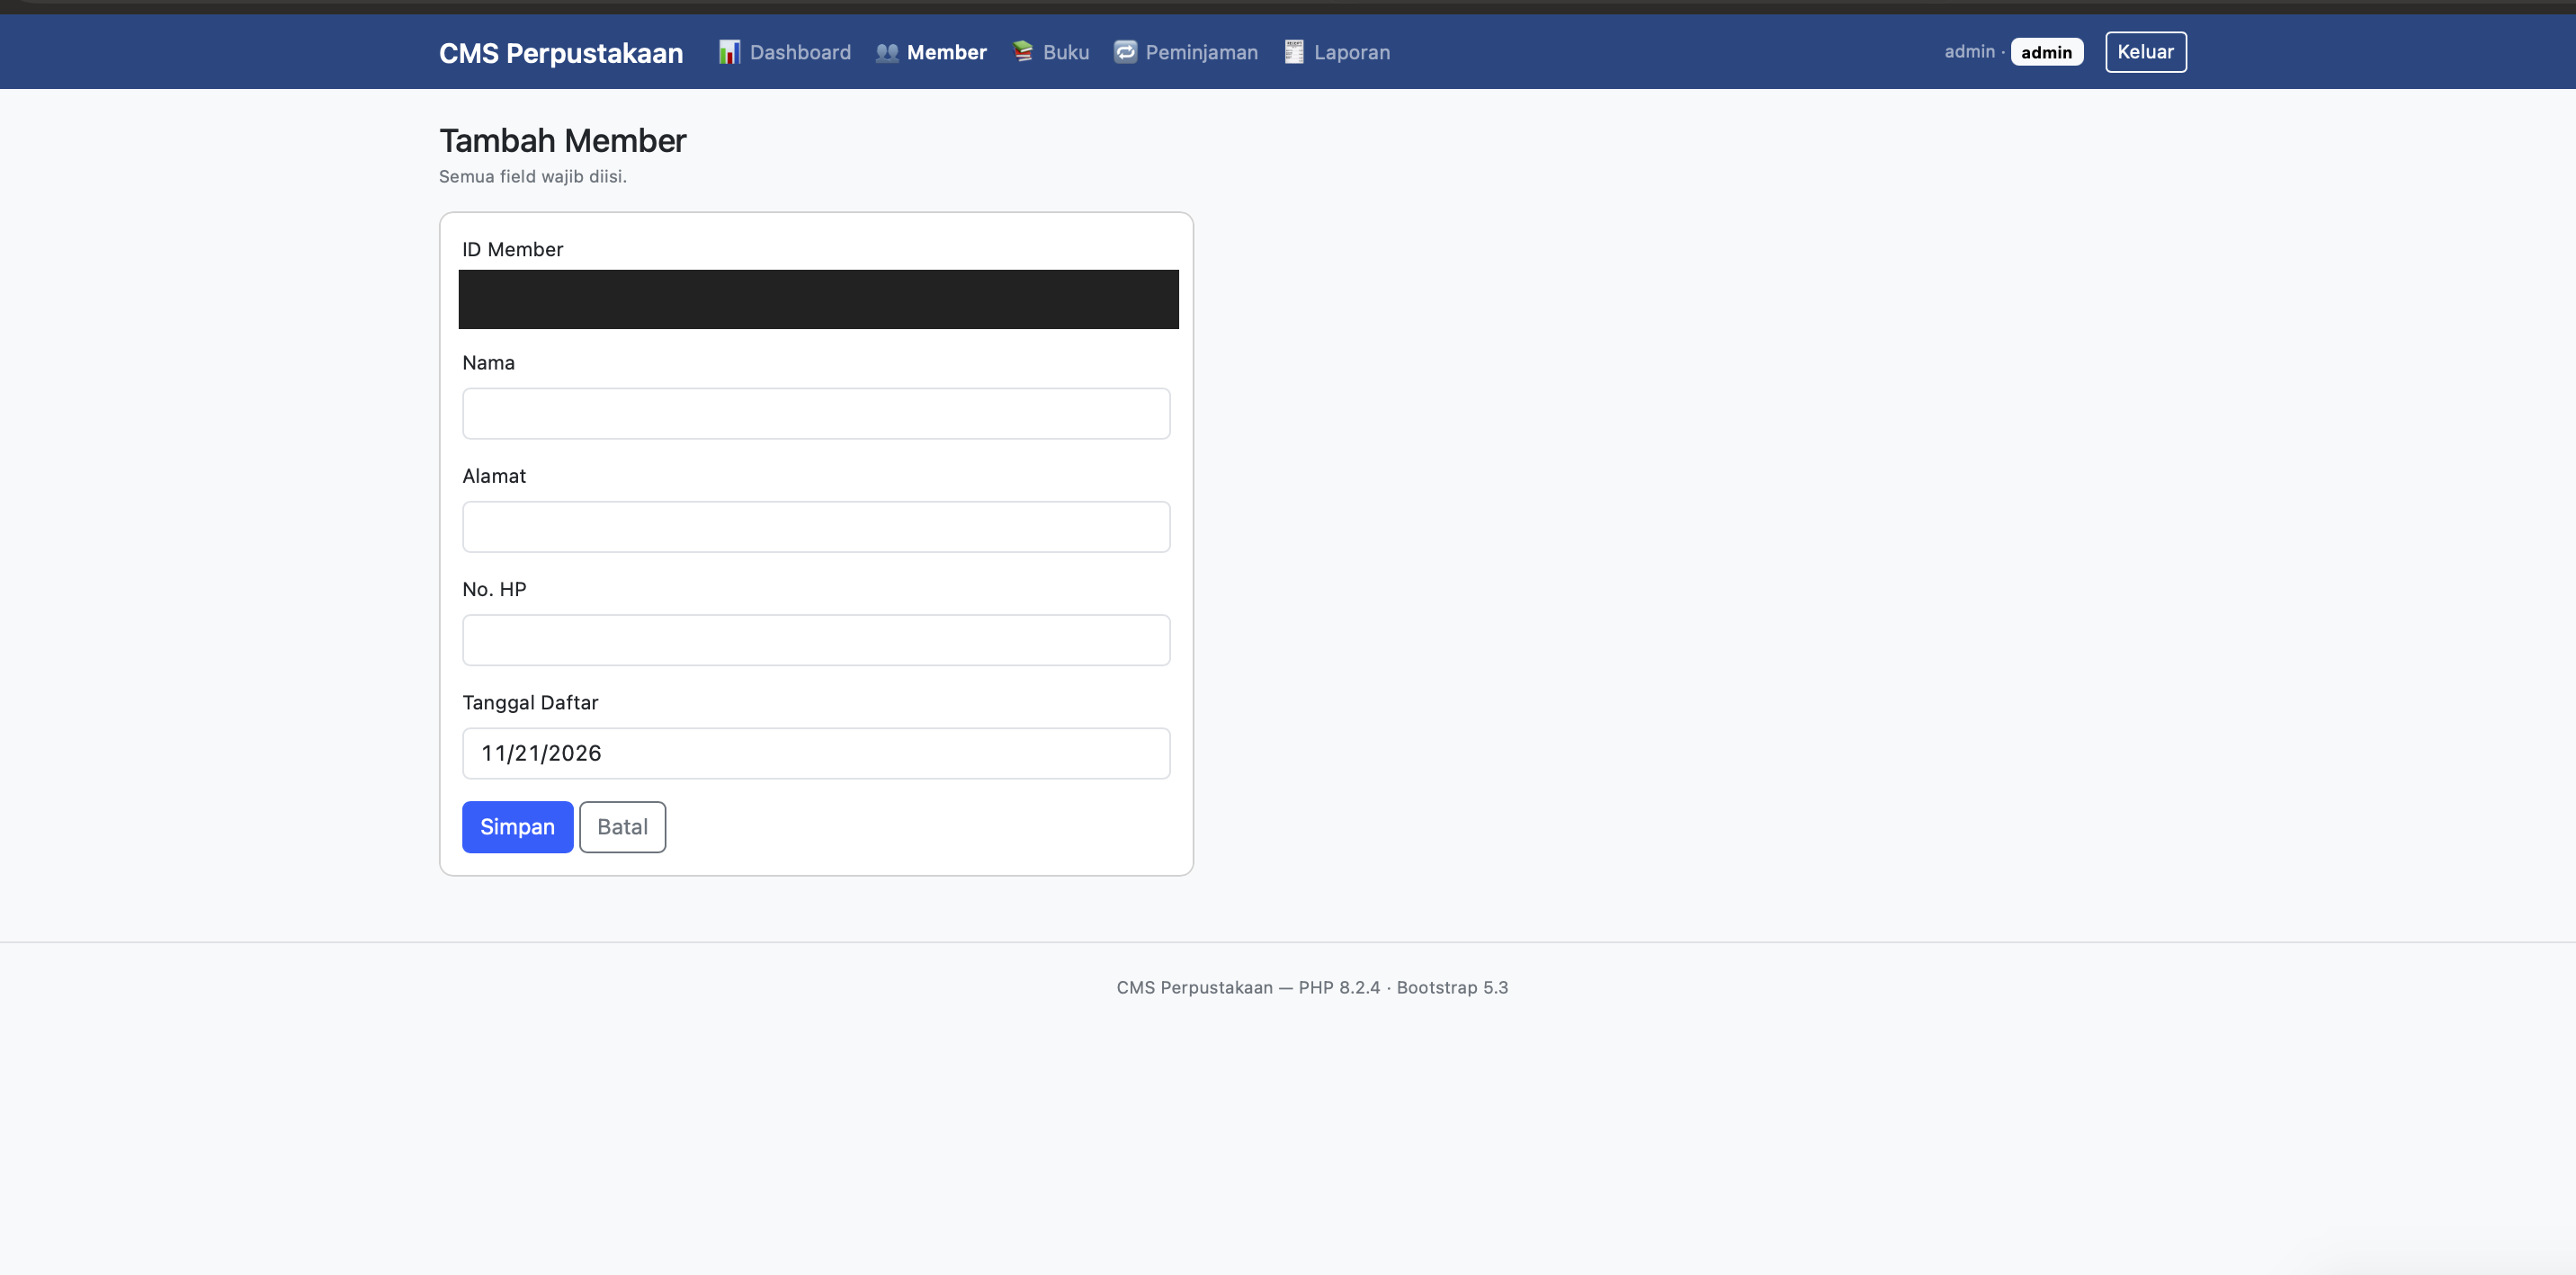 CMS Perpustakaan 📊 Dashboard 👥 Member 📚 Buku 🔁 Peminjaman 🧾 Laporan admin · admin Keluar
Tambah Member
Semua field wajib diisi.
ID Member
Nama
Alamat
No. HP
Tanggal Daftar
11/21/2026
Simpan Batal
CMS Perpustakaan — PHP 8.2.4 · Bootstrap 5.3